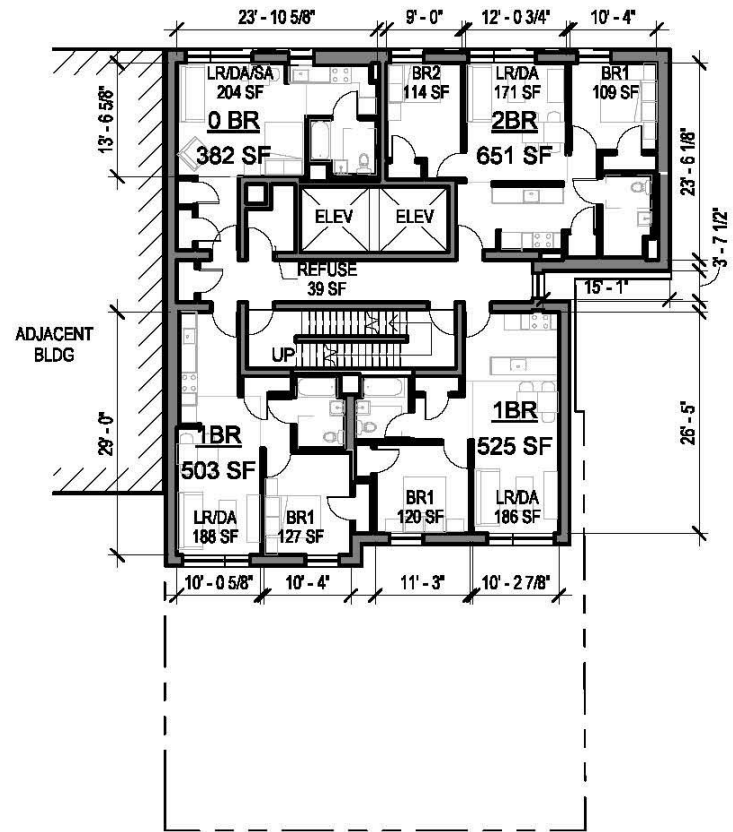 23' - 10 5/8"
9' - 0"
12' - 0 3/4"
10' - 4"
LR/DA/SA
204 SF
0 BR
382 SF
BR2
114 SF
LR/DA
171 SF
BR1
109 SF
2BR
651 SF
13' - 6 5/8"
23' - 6 1/8"
ELEV
ELEV
REFUSE
39 SF
3' - 7 1/2"
15' - 1"
ADJACENT
BLDG
UP
29' - 0"
26' - 5"
1BR
503 SF
1BR
525 SF
LR/DA
188 SF
BR1
127 SF
BR1
120 SF
LR/DA
186 SF
10' - 0 5/8"
10' - 4"
11' - 3"
10' - 2 7/8"